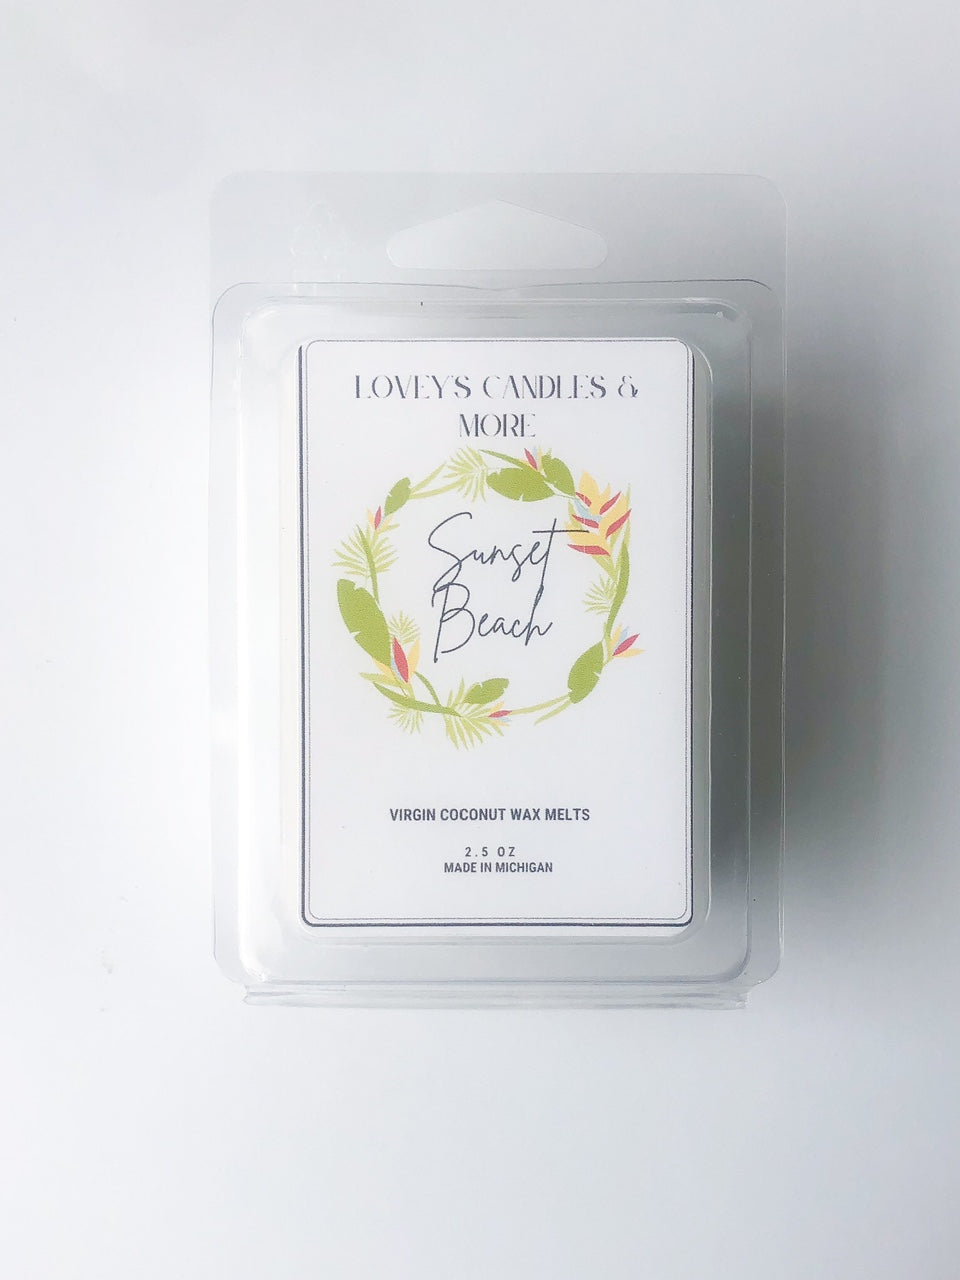 LOVEY'S CANDLES &
MORE
Sunset
Beach
VIRGIN COCONUT WAX MELTS
2.5 OZ
MADE IN MICHIGAN